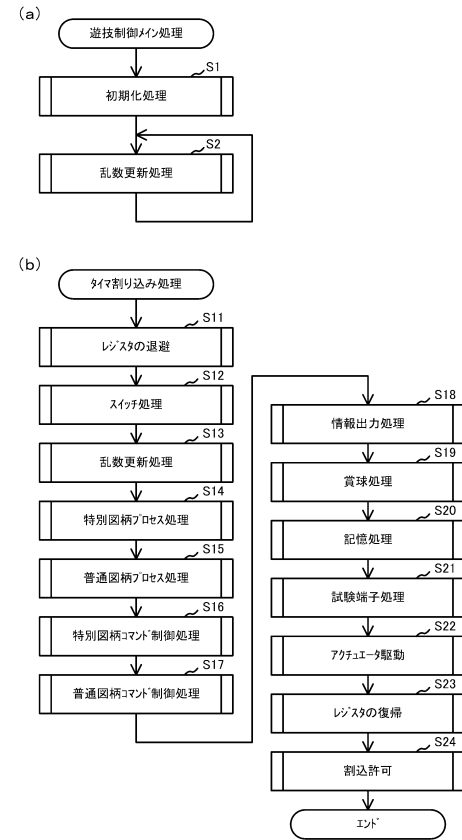 (a)
遊技制御メイン処理
S1
初期化処理
S2
乱数更新処理
(b)
タイマ割り込み処理
S11
レジスタの退避
S12
スイッチ処理
S13
乱数更新処理
S14
特別図柄プロセス処理
S15
普通図柄プロセス処理
S16
特別図柄コマンド制御処理
S17
普通図柄コマンド制御処理
S18
情報出力処理
S19
賞球処理
S20
記憶処理
S21
試験端子処理
S22
アクチュエータ駆動
S23
レジスタの復帰
S24
割込許可
エンド